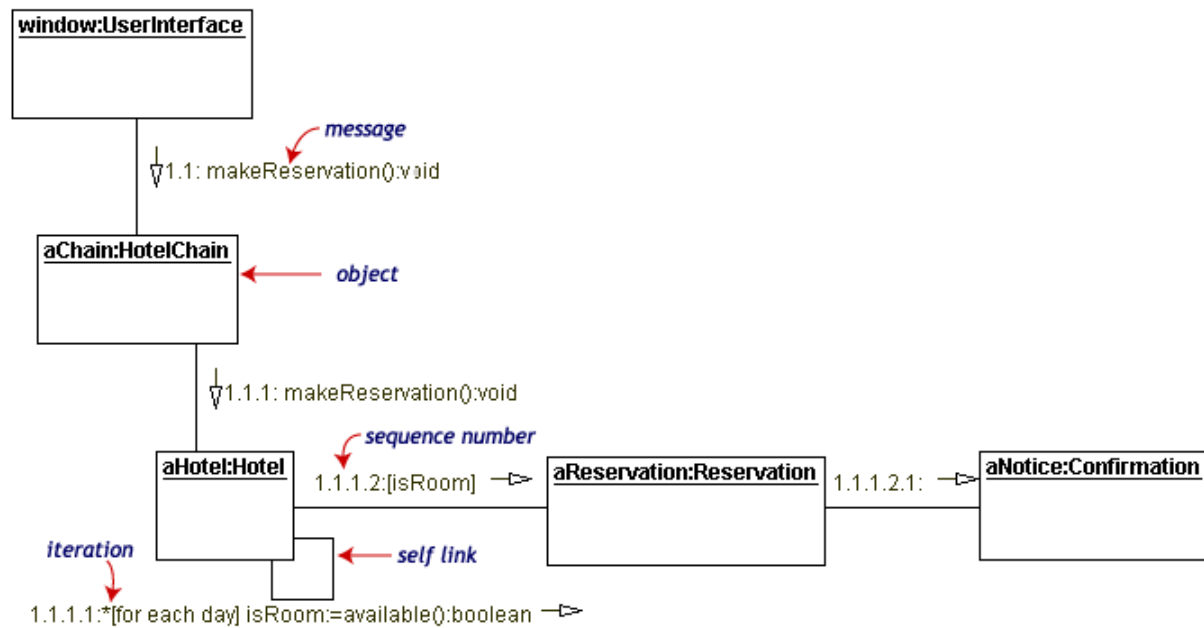 window:UserInterface
message
1.1: makeReservation():void
aChain:HotelChain
object
1.1.1: makeReservation():void
sequence number
aHotel:Hotel
1.1.1.2:[isRoom]
aReservation:Reservation
1.1.1.2.1:
aNotice:Confirmation
iteration
self link
1.1.1.1:*[for each day] isRoom:=available():boolean